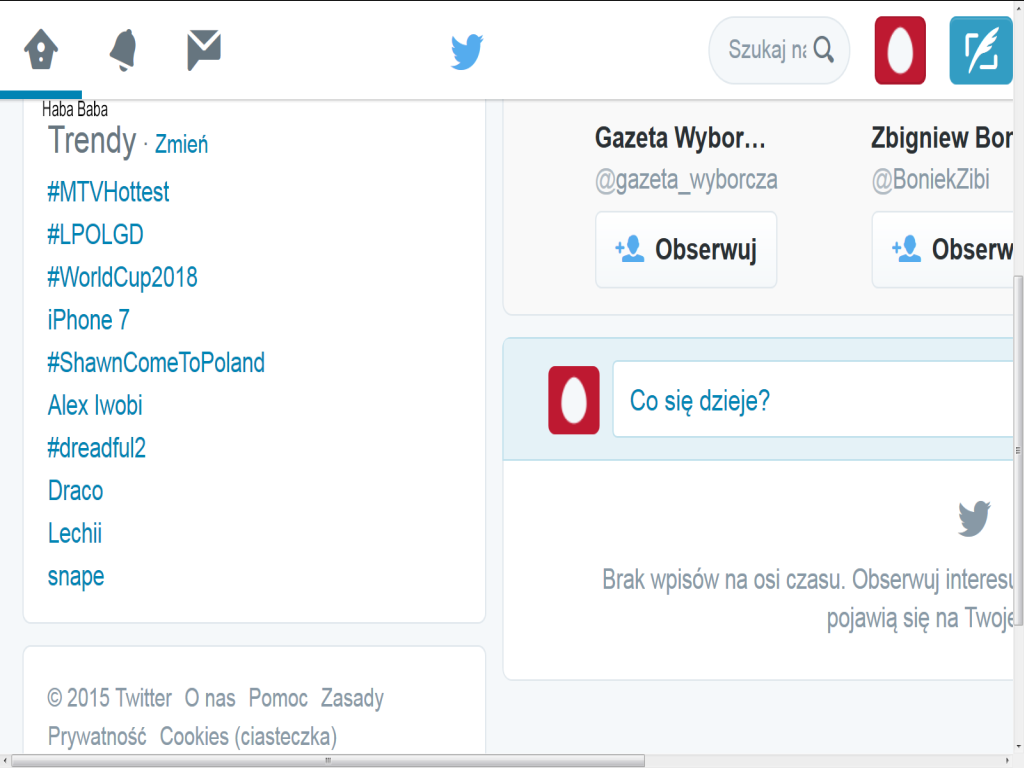 Szukaj na
Haba Baba
Trendy · Zmień
#MTVHottest
#LPOLGD
#WorldCup2018
iPhone 7
#ShawnComeToPoland
Alex Iwobi
#dreadful2
Draco
Lechii
snape
© 2015 Twitter O nas Pomoc Zasady
Prywatność Cookies (ciasteczka)
Gazeta Wybor…
@gazeta_wyborcza
Obserwuj
Zbigniew Bon
@BoniekZibi
Obserw
Co się dzieje?
Brak wpisów na osi czasu. Obserwuj interesu
pojawią się na Twoje